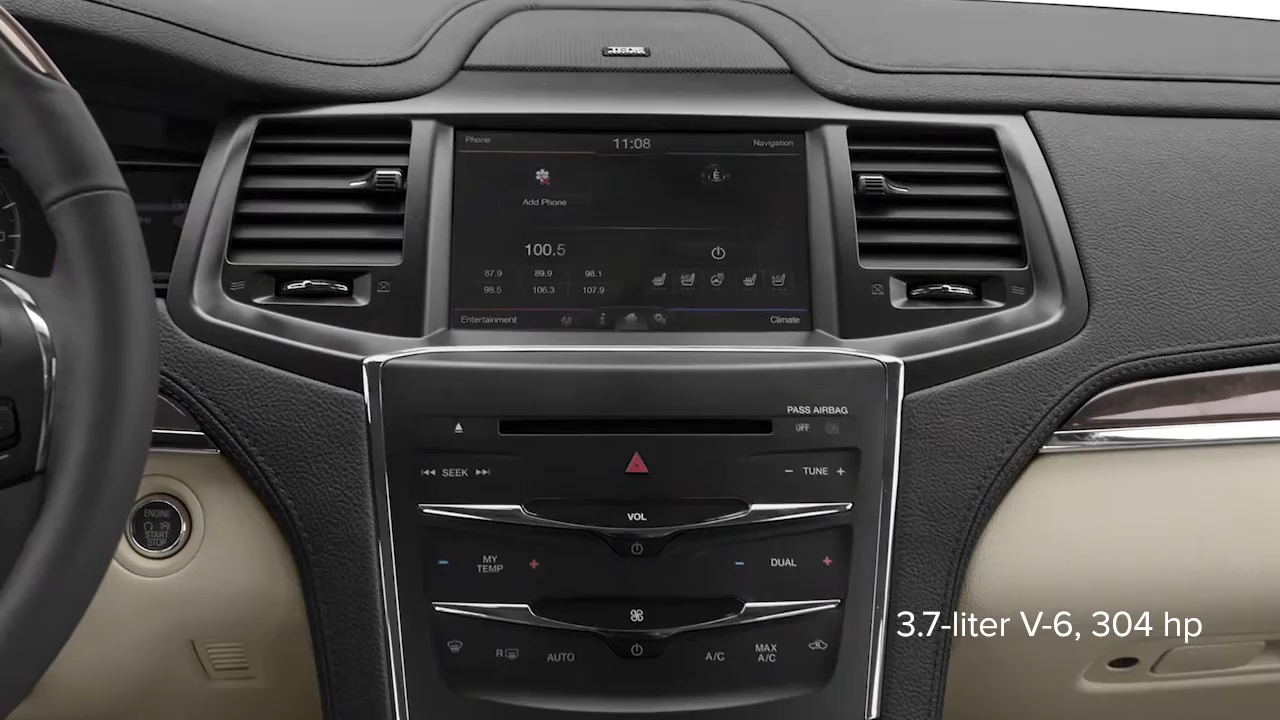 Phone
11:08
Navigation
E
Add Phone
100.5
87.9 89.9 98.1
98.5 106.3 107.9
Entertainment
Climate
PASS AIRBAG
OFF
SEEK
− TUNE +
VOL
MY
TEMP
DUAL
ENGINE
START
STOP
R
AUTO
A/C
MAX
A/C
3.7-liter V-6, 304 hp